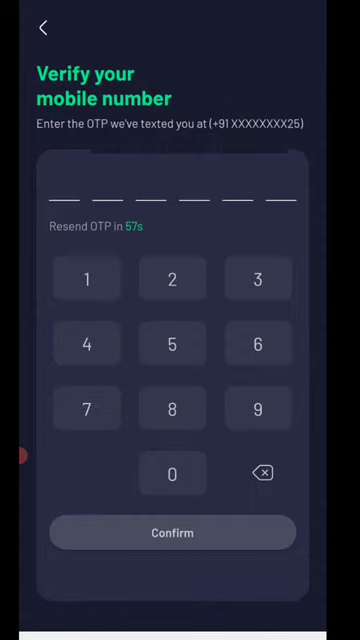 Verify your
mobile number
Enter the OTP we've texted you at (+91 XXXXXXXX25)
Resend OTP in 57s
1 2 3
4 5 6
7 8 9
0
Confirm